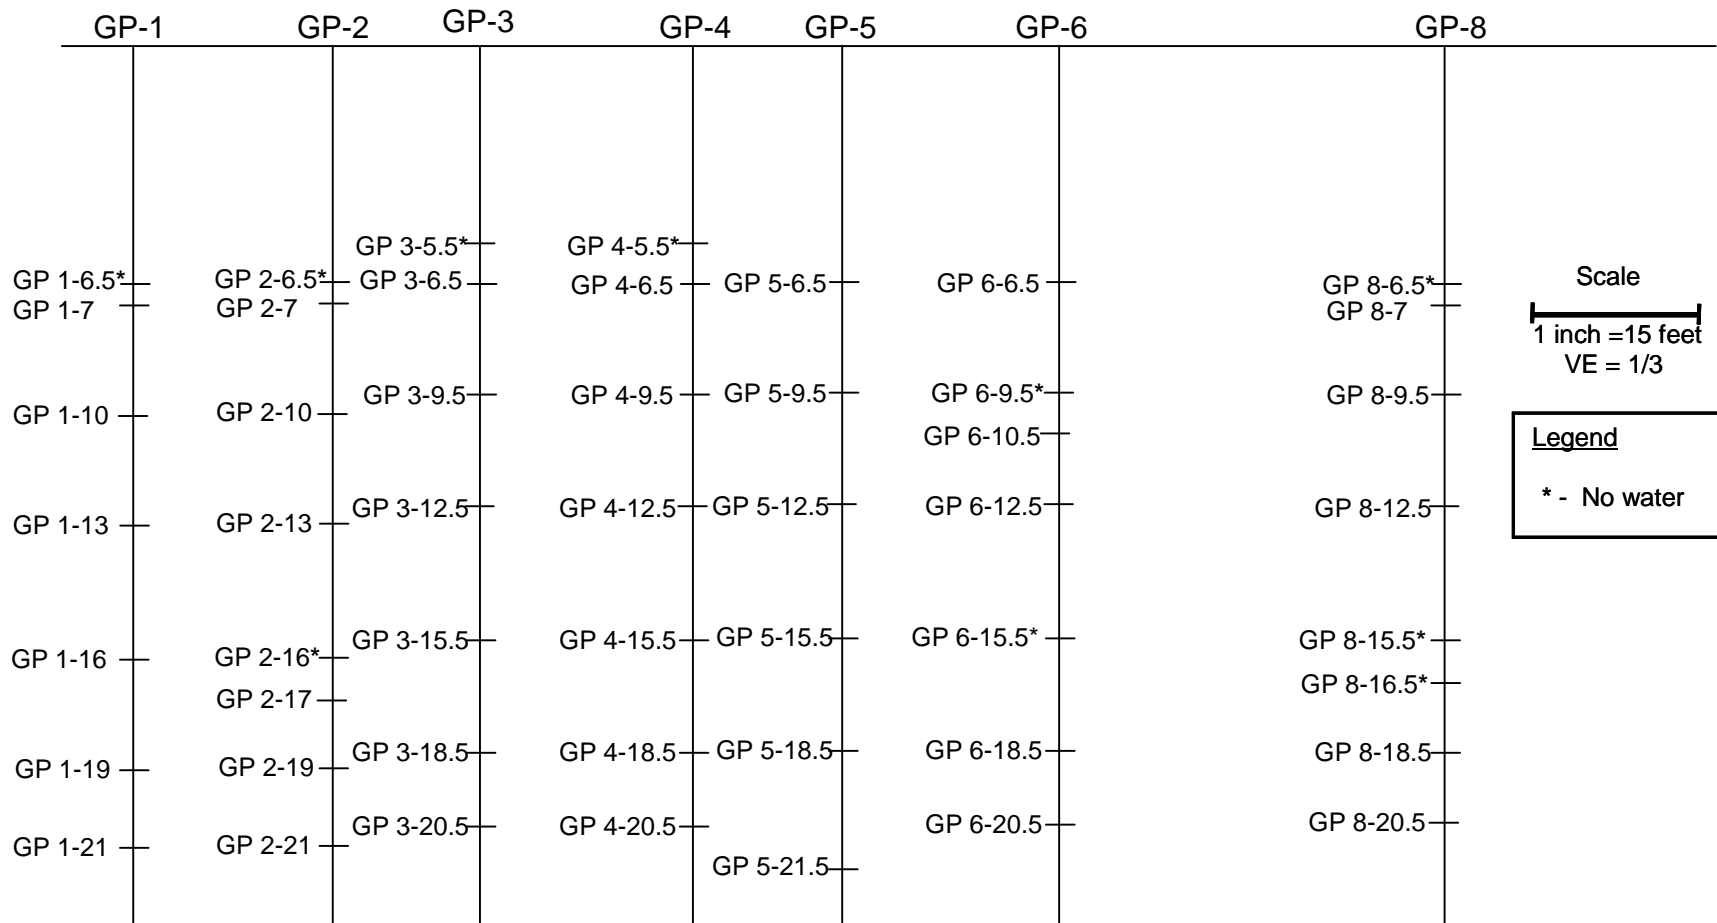 GP-1
GP-2
GP-3
GP-4
GP-5
GP-6
GP-8
GP 1-6.5*
GP 1-7
GP 1-10
GP 1-13
GP 1-16
GP 1-19
GP 1-21
GP 2-6.5*
GP 2-7
GP 2-10
GP 2-13
GP 2-16*
GP 2-17
GP 2-19
GP 2-21
GP 3-5.5*
GP 3-6.5
GP 3-9.5
GP 3-12.5
GP 3-15.5
GP 3-18.5
GP 3-20.5
GP 4-5.5*
GP 4-6.5
GP 4-9.5
GP 4-12.5
GP 4-15.5
GP 4-18.5
GP 4-20.5
GP 5-6.5
GP 5-9.5
GP 5-12.5
GP 5-15.5
GP 5-18.5
GP 5-21.5
GP 6-6.5
GP 6-9.5*
GP 6-10.5
GP 6-12.5
GP 6-15.5*
GP 6-18.5
GP 6-20.5
GP 8-6.5*
GP 8-7
GP 8-9.5
GP 8-12.5
GP 8-15.5*
GP 8-16.5*
GP 8-18.5
GP 8-20.5
Scale
1 inch =15 feet
VE = 1/3
Legend
* - No water